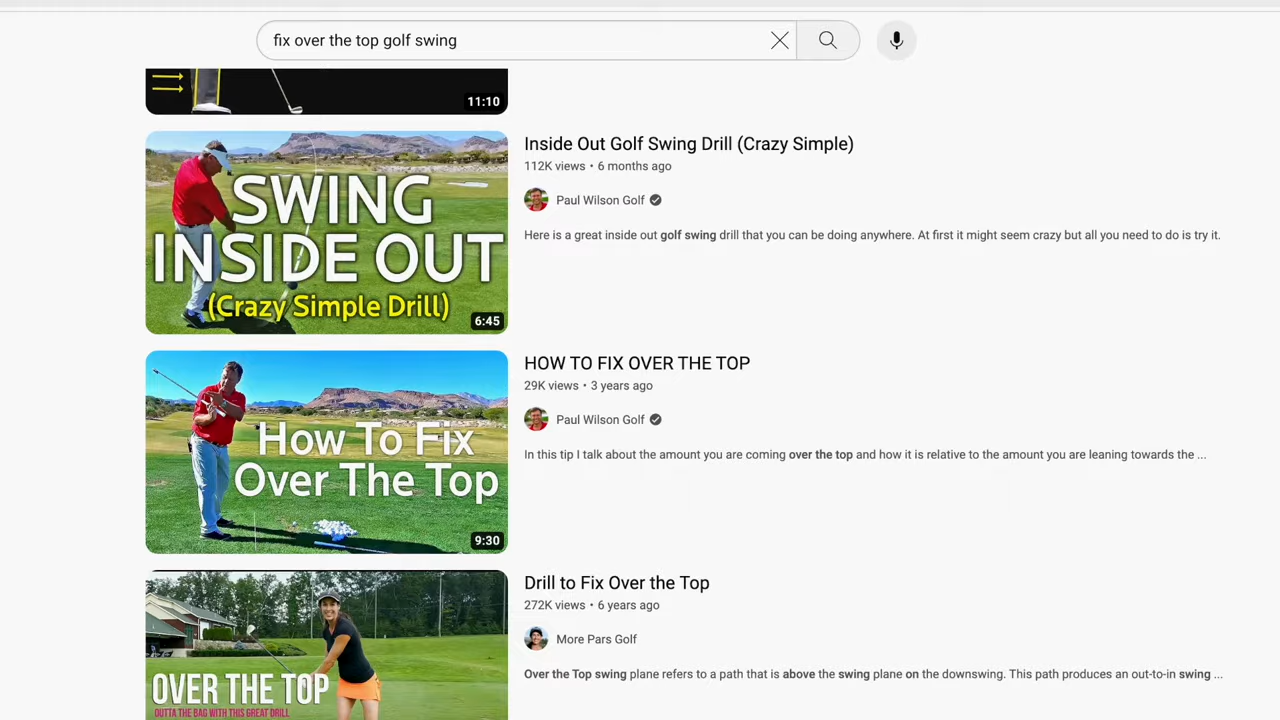 fix over the top golf swing
11:10
SWING
INSIDE OUT
(Crazy Simple Drill)
6:45
Inside Out Golf Swing Drill (Crazy Simple)
112K views • 6 months ago
Paul Wilson Golf
Here is a great inside out golf swing drill that you can be doing anywhere. At first it might seem crazy but all you need to do is try it.
How To Fix
Over The Top
9:30
HOW TO FIX OVER THE TOP
29K views • 3 years ago
Paul Wilson Golf
In this tip I talk about the amount you are coming over the top and how it is relative to the amount you are leaning towards the ...
OVER THE TOP
OUTTA THE BAG WITH THIS GREAT DRILL
Drill to Fix Over the Top
272K views • 6 years ago
More Pars Golf
Over the Top swing plane refers to a path that is above the swing plane on the downswing. This path produces an out-to-in swing ...